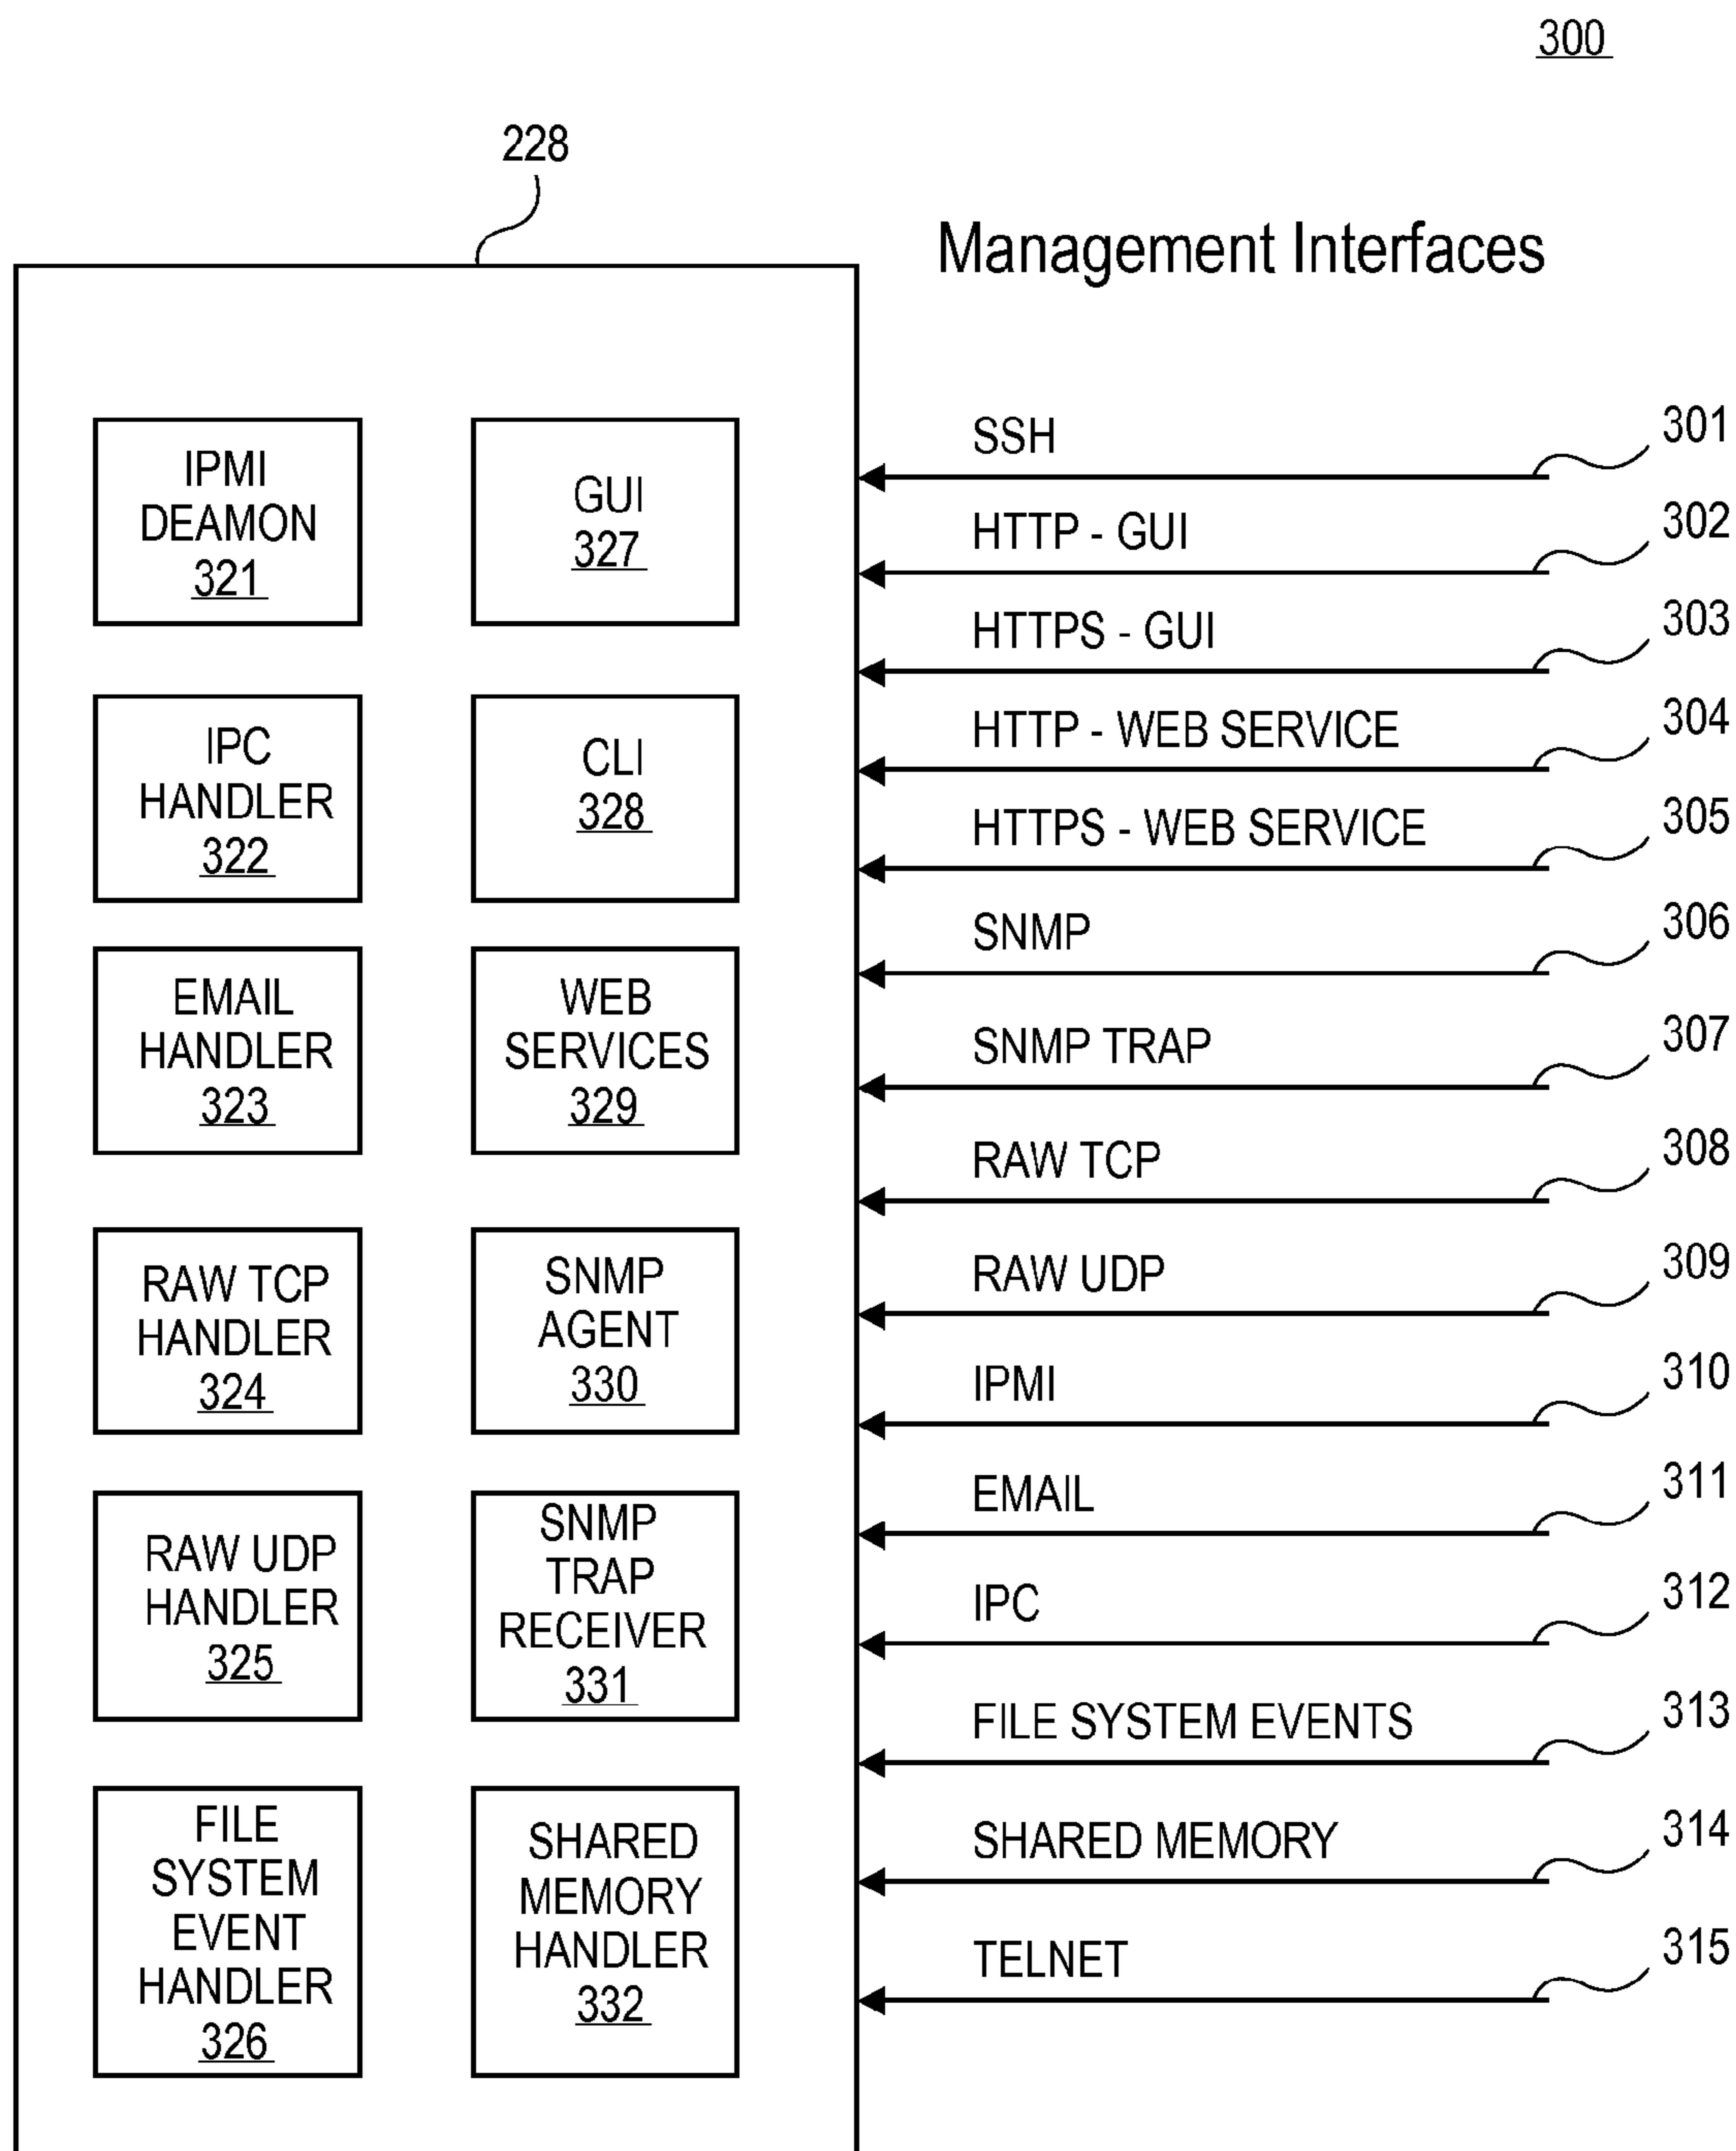 300
228
Management Interfaces
IPMI
DEAMON
321
GUI
327
IPC
HANDLER
322
CLI
328
EMAIL
HANDLER
323
WEB
SERVICES
329
RAW TCP
HANDLER
324
SNMP
AGENT
330
RAW UDP
HANDLER
325
SNMP
TRAP
RECEIVER
331
FILE
SYSTEM
EVENT
HANDLER
326
SHARED
MEMORY
HANDLER
332
SSH
301
HTTP - GUI
302
HTTPS - GUI
303
HTTP - WEB SERVICE
304
HTTPS - WEB SERVICE
305
SNMP
306
SNMP TRAP
307
RAW TCP
308
RAW UDP
309
IPMI
310
EMAIL
311
IPC
312
FILE SYSTEM EVENTS
313
SHARED MEMORY
314
TELNET
315